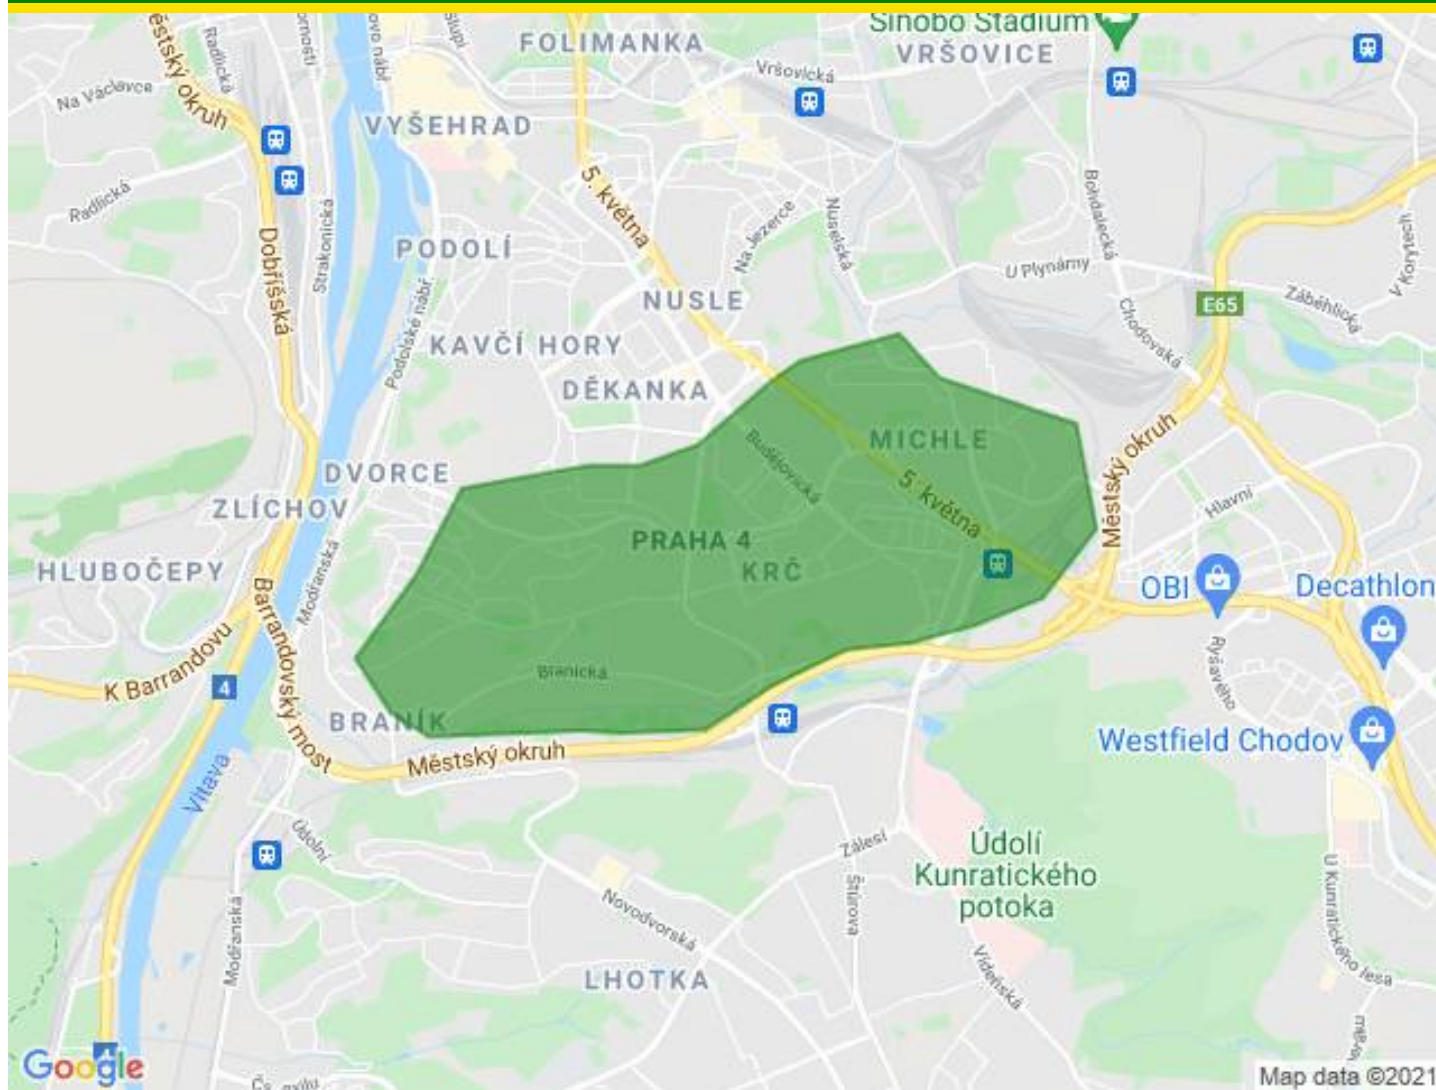 Sinobo Stadium
FOLIMANKA
VRŠOVICE
Radlická
Na Václavce
Městský okruh
Vršovická
VYŠEHRAD
5. května
Radlická
Strakonická
Dobříšská
PODOLÍ
Podolské nábř.
Na Jezerce
Nuselská
Bohdalecká
U Plynárny
V Korytech
NUSLE
E65
Záběhlická
Chodovská
KAVČÍ HORY
DĚKANKA
Budějovická
MICHLE
5. května
Městský okruh
DVORCE
ZLÍCHOV
Hlavní
PRAHA 4
KRČ
HLUBOČEPY
Modřanská
OBI
Decathlon
Barrandovský most
K Barrandovu
4
Branická
Ryšavého
BRANÍK
Městský okruh
Westfield Chodov
Vltava
Údolní
Zálesí
Údolí
Kunratického
potoka
Štúrova
Novodvorská
Modřanská
U Kunratického lesa
LHOTKA
Vídeňská
Google
Map data ©2021